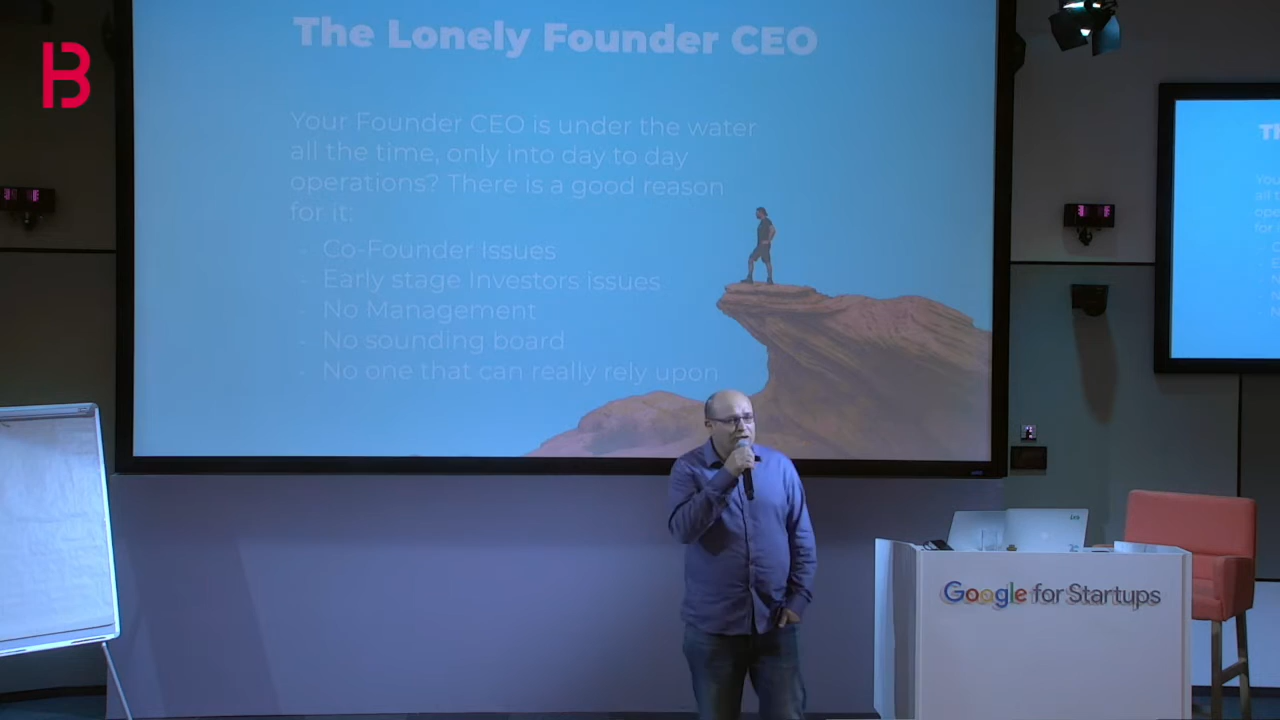 The Lonely Founder CEO
Your Founder CEO is under the water
all the time, only into day to day
operations? There is a good reason
for it:
- Co-Founder Issues
- Early stage Investors issues
- No Management
- No sounding board
- No one that can really rely upon
Google for Startups